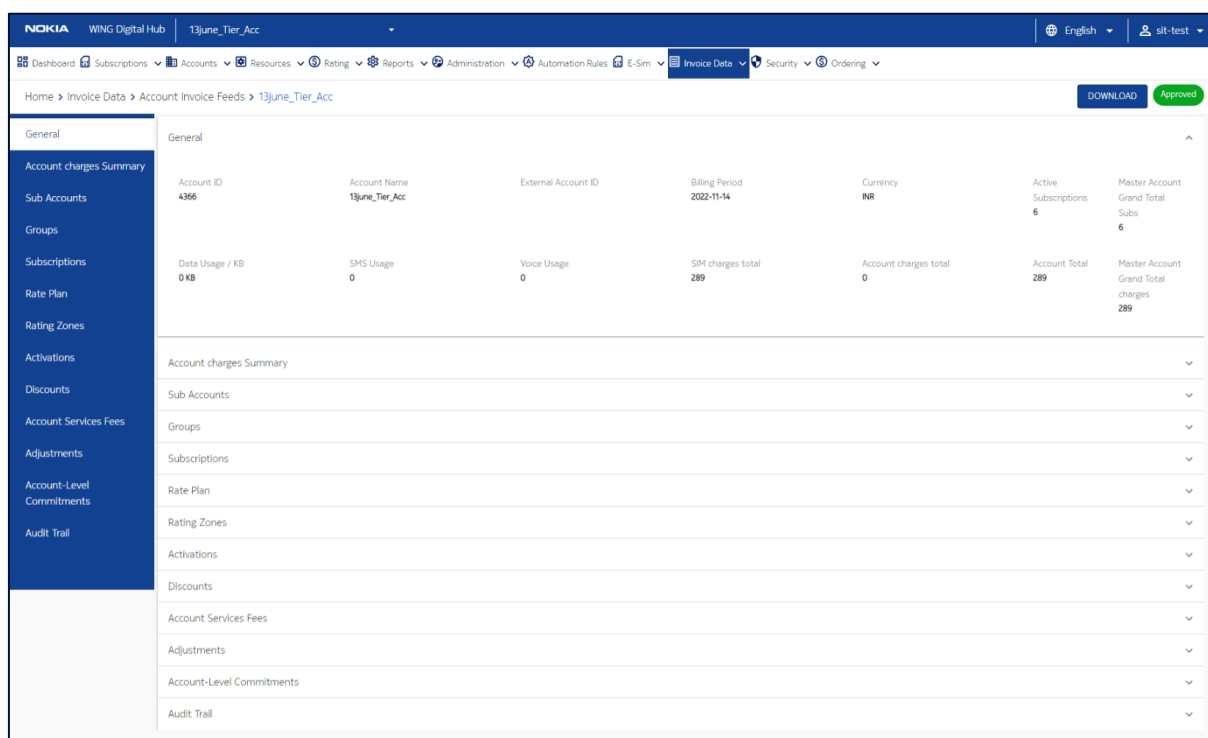 NOKIA WING Digital Hub 13june_Tier_Acc English sit-test
Dashboard Subscriptions Accounts Resources Rating Reports Administration Automation Rules E-Sim Invoice Data Security Ordering
Home > Invoice Data > Account Invoice Feeds > 13june_Tier_Acc DOWNLOAD Approved
General
Account charges Summary
Sub Accounts
Groups
Subscriptions
Rate Plan
Rating Zones
Activations
Discounts
Account Services Fees
Adjustments
Account-Level
Commitments
Audit Trail
General
Account ID
4366
Account Name
13june_Tier_Acc
External Account ID
Billing Period
2022-11-14
Currency
INR
Active
Subscriptions
6
Master Account
Grand Total
Subs
6
Data Usage / KB
0 KB
SMS Usage
0
Voice Usage
0
SIM charges total
289
Account charges total
0
Account Total
289
Master Account
Grand Total
charges
289
Account charges Summary
Sub Accounts
Groups
Subscriptions
Rate Plan
Rating Zones
Activations
Discounts
Account Services Fees
Adjustments
Account-Level Commitments
Audit Trail